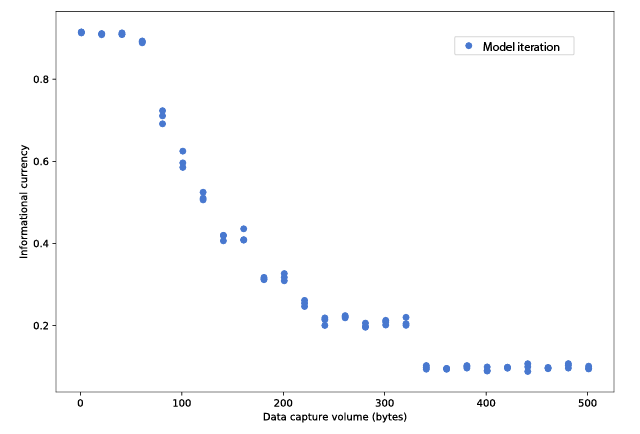 Model iteration
0.8
0.6
0.4
0.2
Informational currency
0 100 200 300 400 500
Data capture volume (bytes)